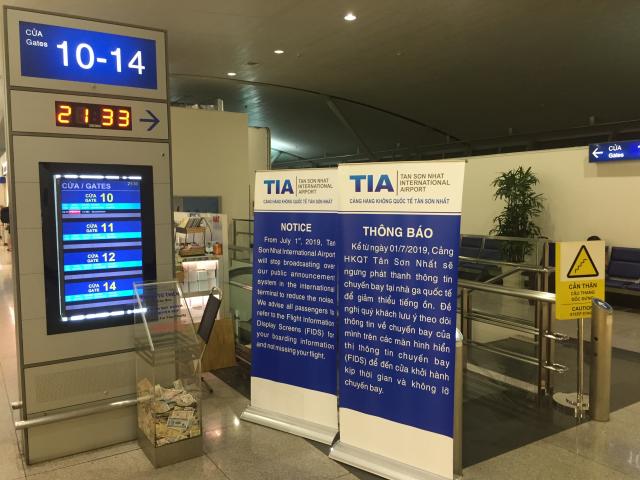 CỬA
Gates
10-14
21:33
CỬA / GATES
21:33
CỬA
GATE 10
CỬA
GATE 11
CỬA
GATE 12
CỬA
GATE 14
TIA
TAN SON NHAT
INTERNATIONAL
AIRPORT
CẢNG HÀNG KHÔNG QUỐC TẾ TÂN SƠN NHẤT
NOTICE
From July 1st, 2019, Tan
Son Nhat International Airport
will stop broadcasting over
our public announcement
system in the international
terminal to reduce the noise.
We advise all passengers to
refer to the Flight Information
Display Screens (FIDS) for
your boarding information
and not missing your flight.
TIA
TAN SON NHAT
INTERNATIONAL
AIRPORT
CẢNG HÀNG KHÔNG QUỐC TẾ TÂN SƠN NHẤT
THÔNG BÁO
Kể từ ngày 01/7/2019, Cảng
HKQT Tân Sơn Nhất sẽ
ngưng phát thanh thông tin
chuyến bay tại nhà ga quốc tế
để giảm thiểu tiếng ồn. Đề
nghị quý khách lưu ý theo dõi
thông tin về chuyến bay của
mình trên các màn hình hiển
thị thông tin chuyến bay
(FIDS) để đến cửa khởi hành
kịp thời gian và không lỡ
chuyến bay.
CỬA
Gates
CẨN THẬN
CẦU THANG
DỐC ĐỨNG
CAUTION